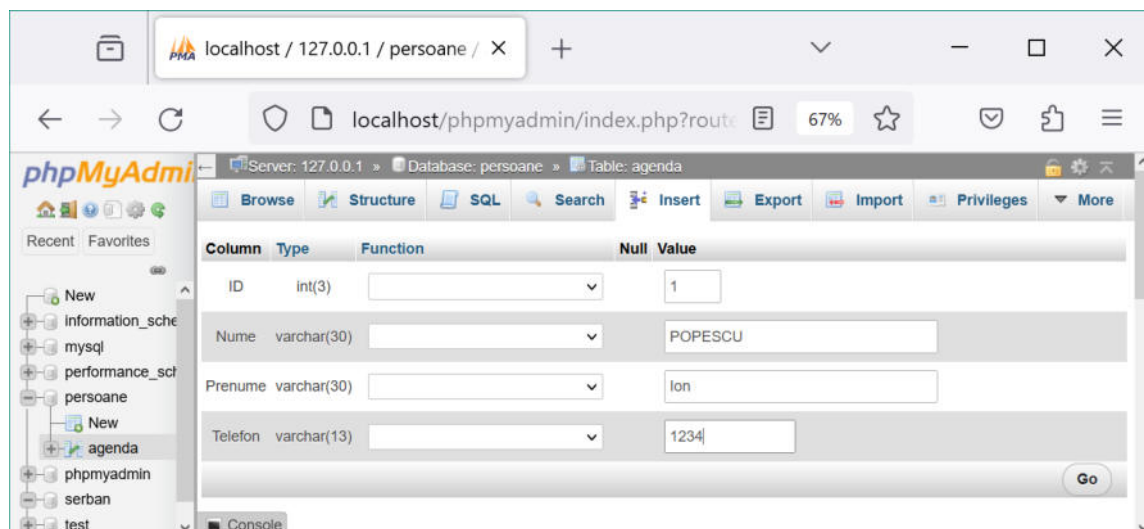 PMA localhost / 127.0.0.1 / persoane /
localhost/phpmyadmin/index.php?route 67%
phpMyAdmi
Recent Favorites
New
information_sche
mysql
performance_sch
persoane
New
agenda
phpmyadmin
serban
test
Server: 127.0.0.1 » Database: persoane » Table: agenda
Browse Structure SQL Search Insert Export Import Privileges More
Column Type Function Null Value
ID int(3) 1
Nume varchar(30) POPESCU
Prenume varchar(30) Ion
Telefon varchar(13) 1234
Go
Console